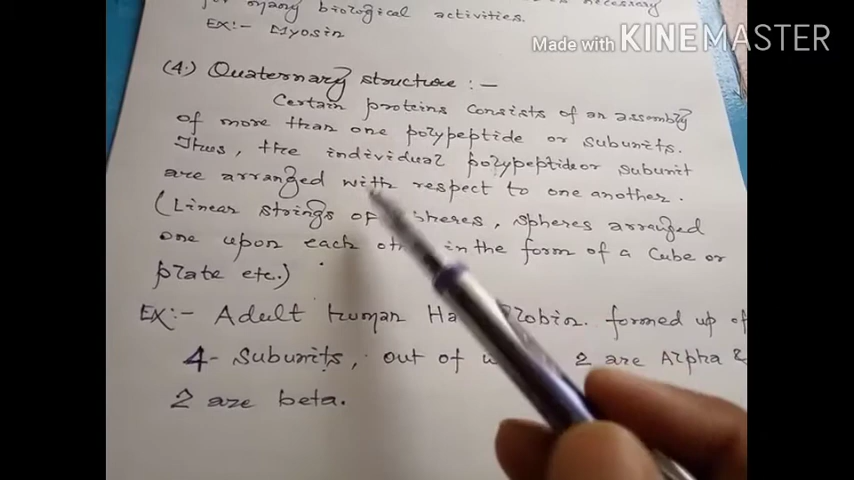 for many biological activities. necessary
Ex:- Myosin
Made with KINEMASTER
(4.) Quaternary structure : -
Certain proteins consists of an assembly
of more than one polypeptide or subunits.
Thus, the individual polypeptide or subunit
are arranged with respect to one another.
(Linear strings of spheres, spheres arranged
one upon each in the form of a cube or
plate etc.)
Ex:- Adult human formed up of
4- subunits, out of 2 are Alpha &
2 are beta.